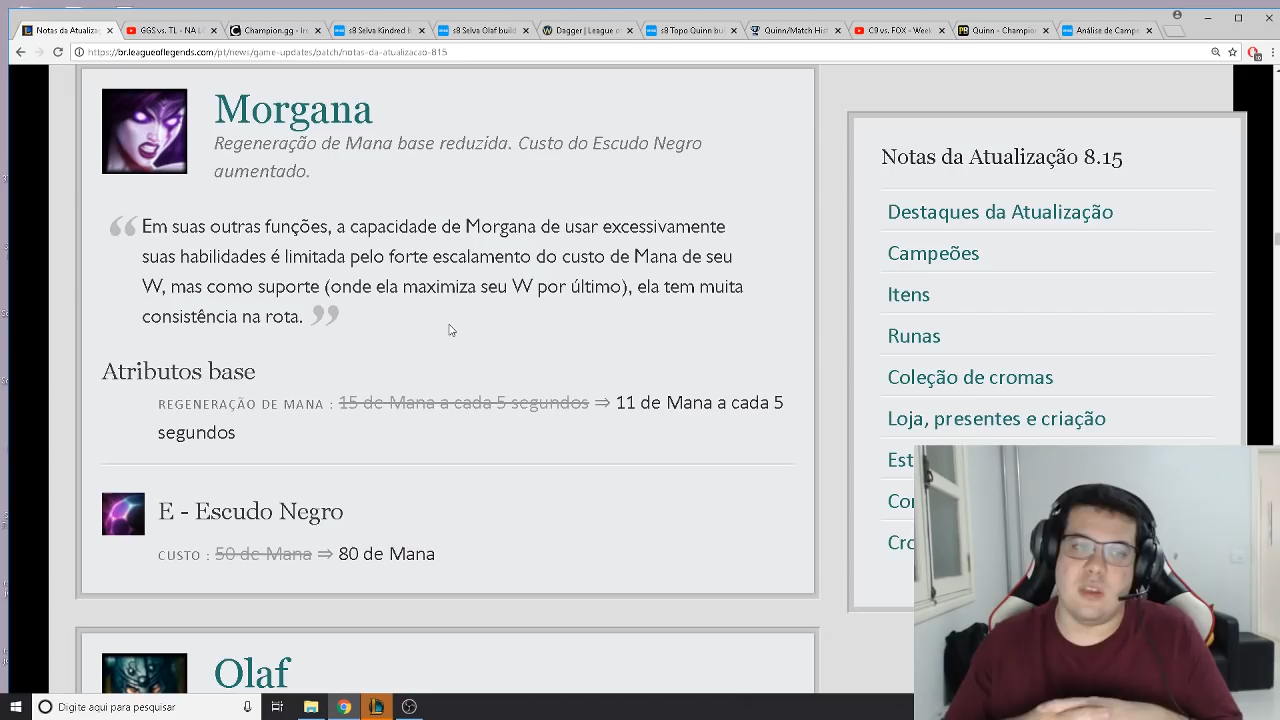 Notas da Atualizaç
GGS vs. TL - NA L
Champion.gg - Ir
s8 Selva Kindred b
s8 Selva Olaf build
Dagger | League o
s8 Topo Quinn bu
Quinn/Match Hi
C9 vs. FOX - Week
Quinn - Champio
Análise de Campe
https://br.leagueoflegends.com/pt/news/game-updates/patch/notas-da-atualizacao-815
Morgana
Regeneração de Mana base reduzida. Custo do Escudo Negro
aumentado.
“ Em suas outras funções, a capacidade de Morgana de usar excessivamente
suas habilidades é limitada pelo forte escalamento do custo de Mana de seu
W, mas como suporte (onde ela maximiza seu W por último), ela tem muita
consistência na rota. ”
Atributos base
REGENERAÇÃO DE MANA : 15 de Mana a cada 5 segundos ⇒ 11 de Mana a cada 5
segundos
E - Escudo Negro
CUSTO : 50 de Mana ⇒ 80 de Mana
Olaf
Notas da Atualização 8.15
Destaques da Atualização
Campeões
Itens
Runas
Coleção de cromas
Loja, presentes e criação
Est
Cor
Cro
Digite aqui para pesquisar